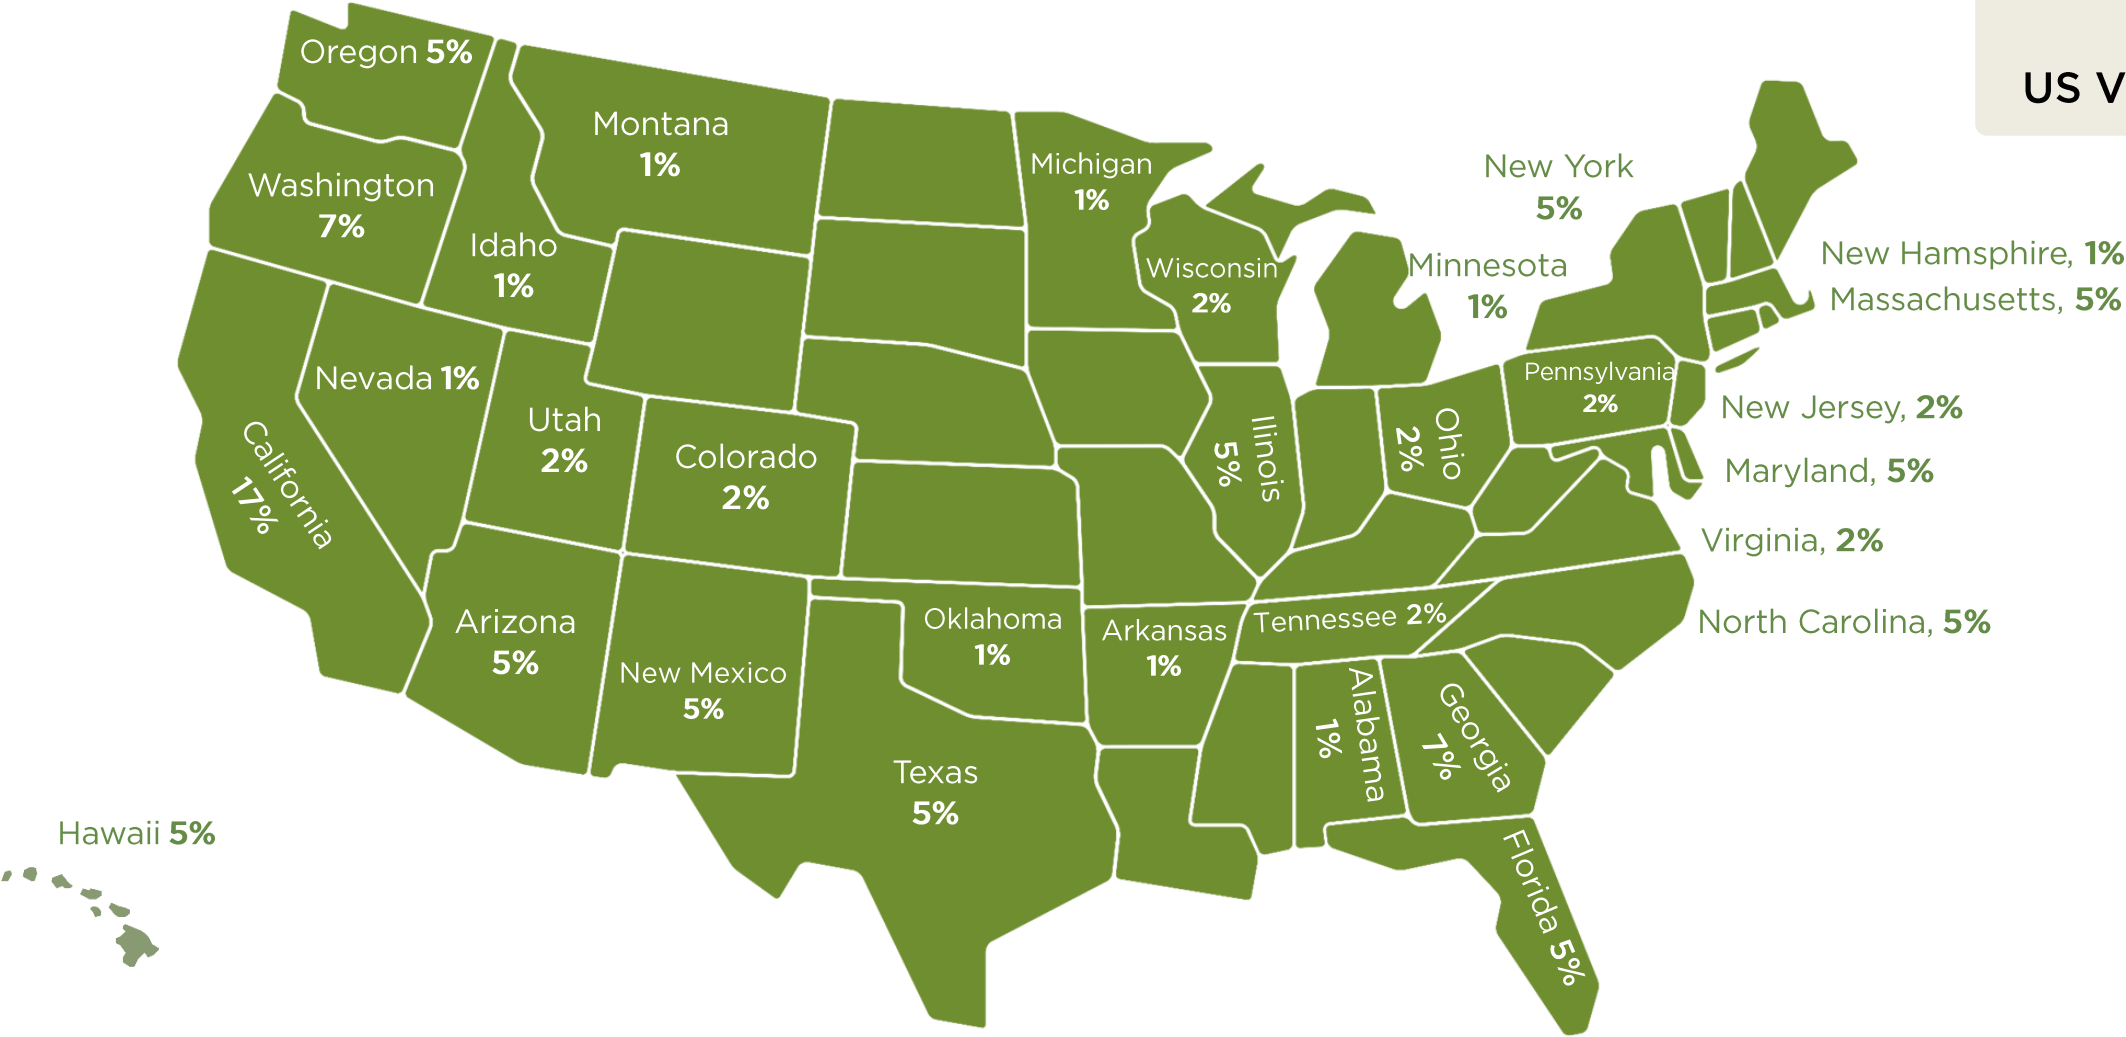 Oregon 5%
US V
Montana
1%
Michigan
1%
New York
5%
Washington
7%
Idaho
1%
Wisconsin
2%
Minnesota
1%
New Hamsphire, 1%
Massachusetts, 5%
Nevada 1%
Utah
2%
Colorado
2%
California
17%
Illinois
5%
Ohio
2%
Pennsylvania
2%
New Jersey, 2%
Maryland, 5%
Virginia, 2%
North Carolina, 5%
Arizona
5%
New Mexico
5%
Oklahoma
1%
Arkansas
1%
Tennessee 2%
Alabama
1%
Georgia
7%
Texas
5%
Florida 5%
Hawaii 5%